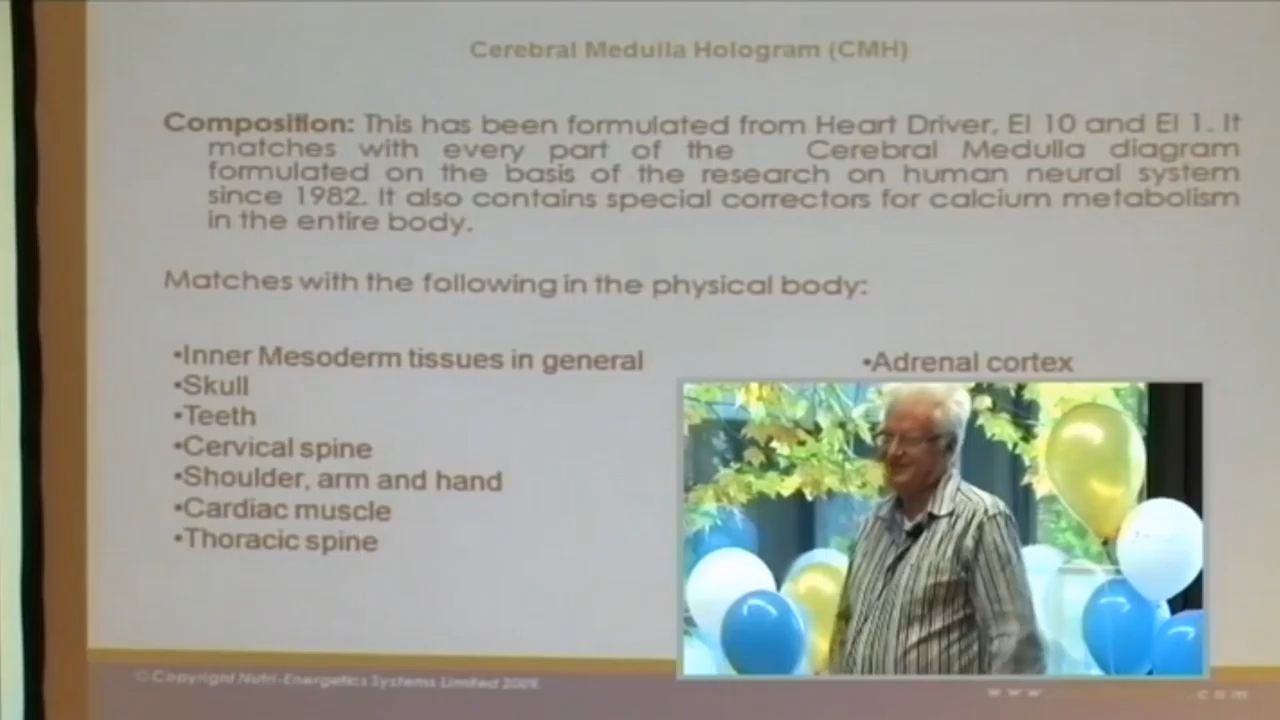 Cerebral Medulla Hologram (CMH)
Composition: This has been formulated from Heart Driver, EI 10 and EI 1. It
matches with every part of the Cerebral Medulla diagram
formulated on the basis of the research on human neural system
since 1982. It also contains special correctors for calcium metabolism
in the entire body.
Matches with the following in the physical body:
•Inner Mesoderm tissues in general
•Skull
•Teeth
•Cervical spine
•Shoulder, arm and hand
•Cardiac muscle
•Thoracic spine
•Adrenal cortex
© Copyright Nutri-Energetics Systems Limited 2009.
www. .com